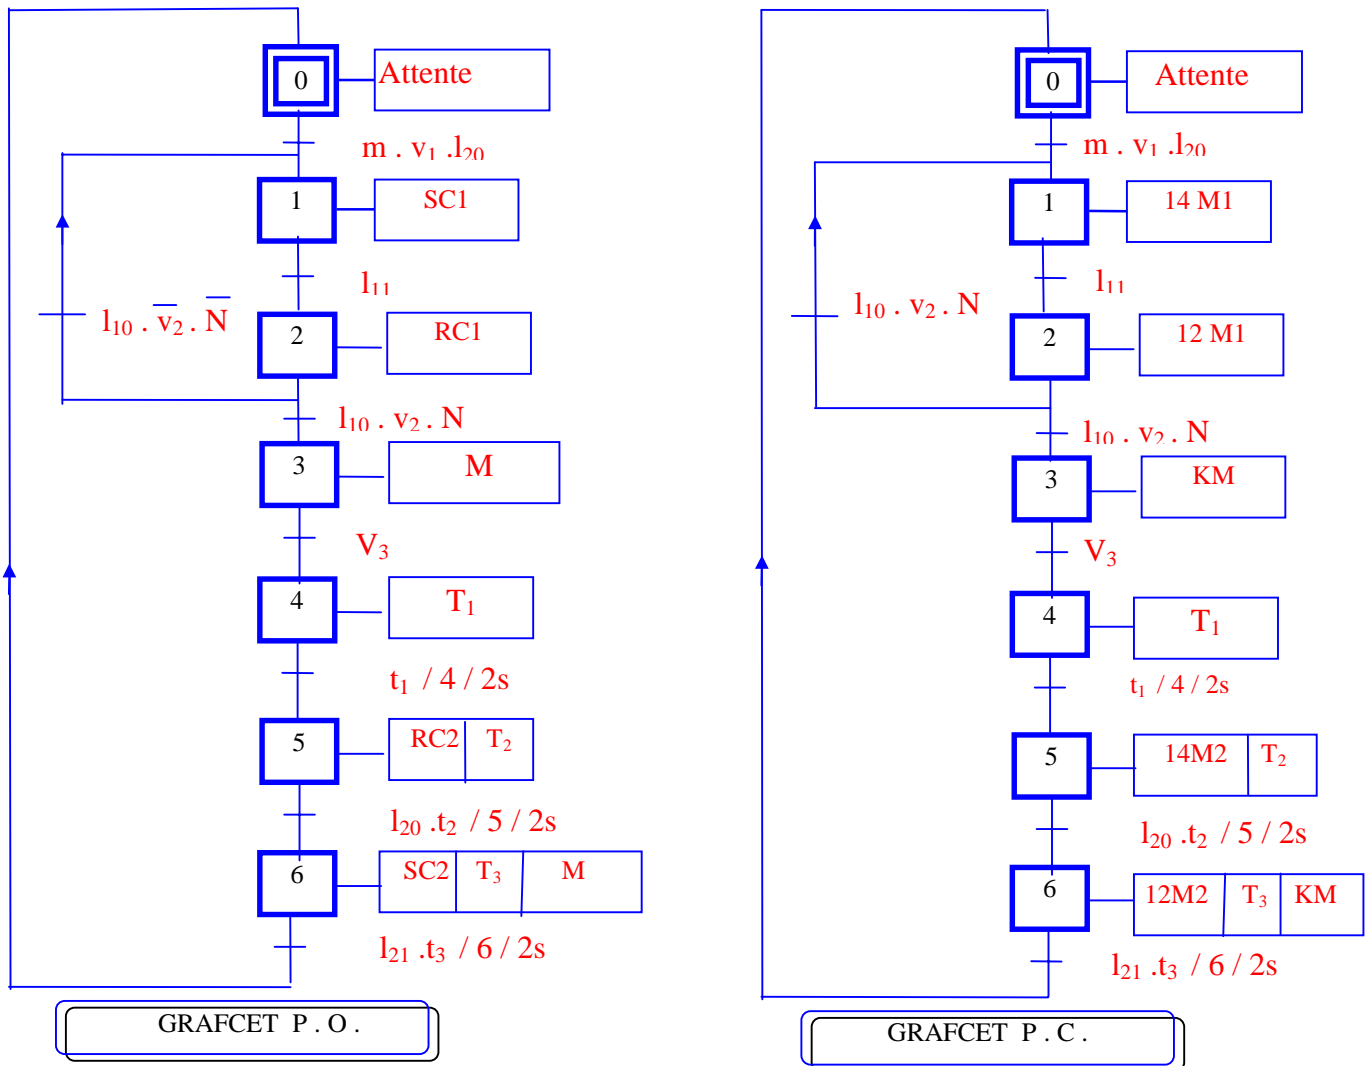 0
Attente
m . v₁ .l₂₀
1
SC1
l₁₁
l₁₀ . v̅₂ . N̅
2
RC1
l₁₀ . v₂ . N
3
M
V₃
4
T₁
t₁ / 4 / 2s
5
RC2 T₂
l₂₀ .t₂ / 5 / 2s
6
SC2 T₃ M
l₂₁ .t₃ / 6 / 2s
GRAFCET P . O .
0
Attente
m . v₁ .l₂₀
1
14 M1
l₁₁
l₁₀ . v₂ . N
2
12 M1
l₁₀ . v₂ . N
3
KM
V₃
4
T₁
t₁ / 4 / 2s
5
14M2 T₂
l₂₀ .t₂ / 5 / 2s
6
12M2 T₃ KM
l₂₁ .t₃ / 6 / 2s
GRAFCET P . C .